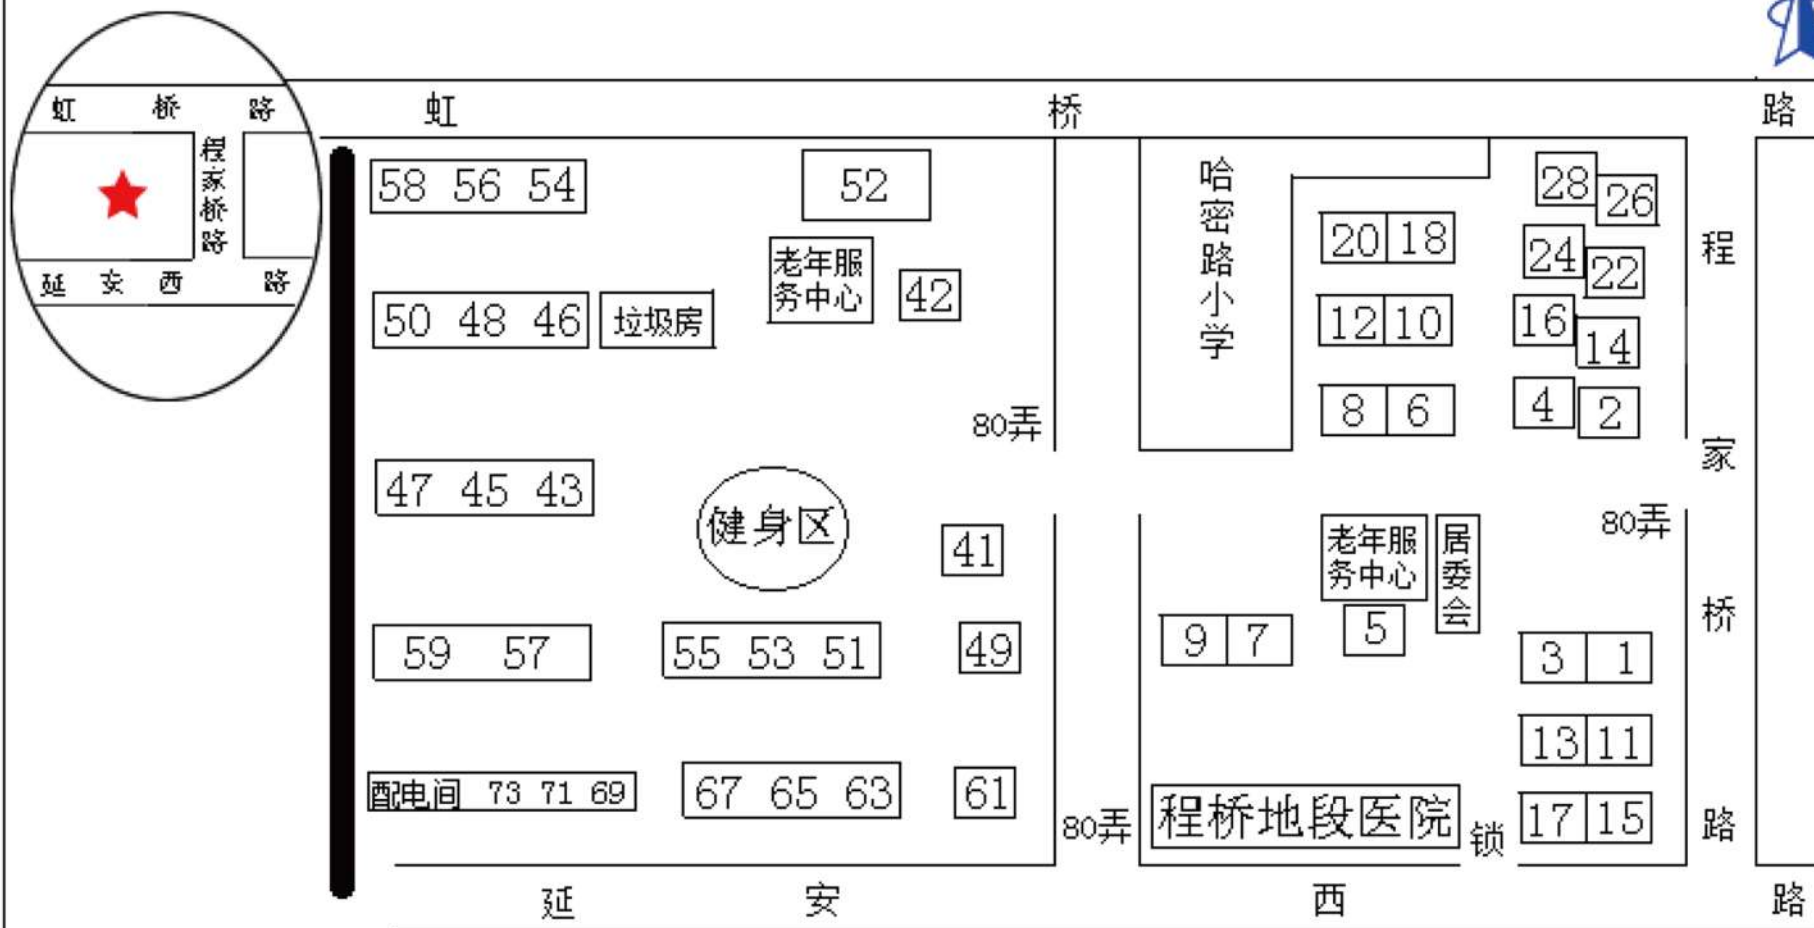 虹 桥 路
程家桥路
延 安 西 路
虹 桥 路
58 56 54
52
老年服
务中心
42
50 48 46
垃圾房
80弄
47 45 43
健身区
41
59 57
55 53 51
49
配电间 73 71 69
67 65 63
61
80弄
哈密路小学
20 18
28
26
24
22
12 10
16
14
8 6
4
2
80弄
老年服
务中心
居委会
5
9 7
3 1
13 11
程桥地段医院
锁
17 15
程家桥路
延 安 西 路